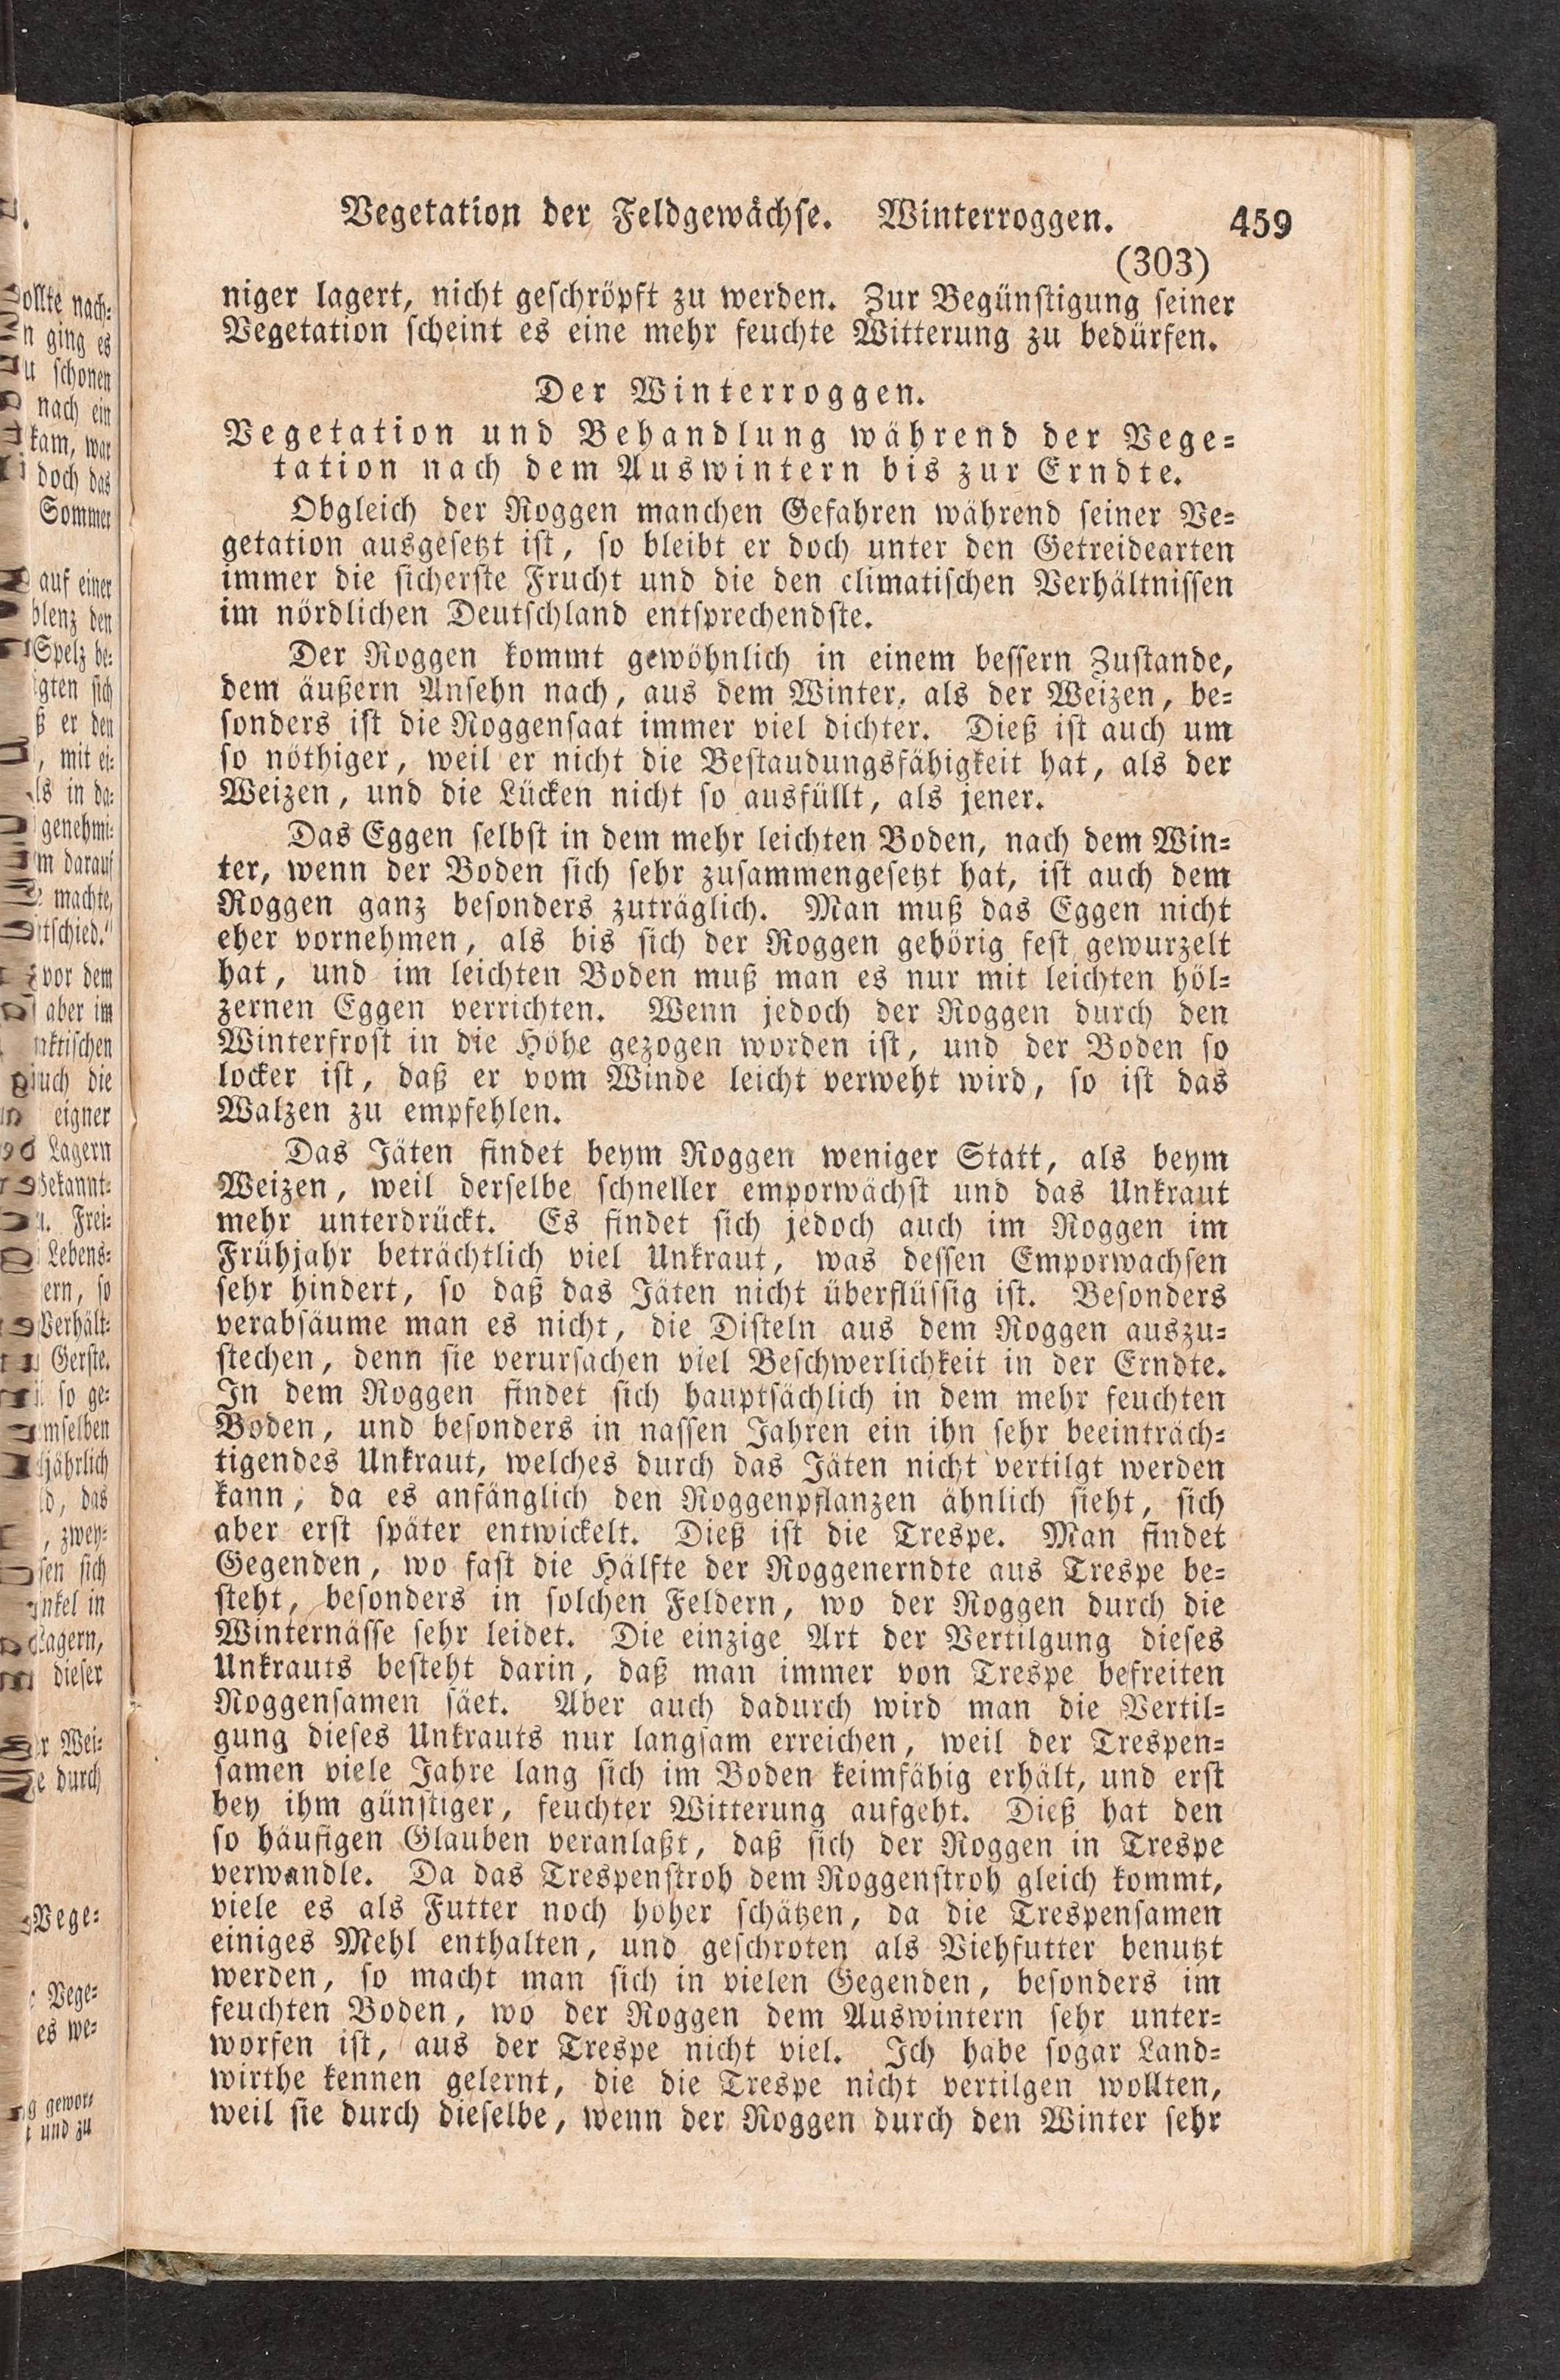 Vegetation der Feldgewächse. Winterroggen. 459
(303)
niger lagert, nicht geschröpft zu werden. Zur Begünstigung seiner
Vegetation scheint es eine mehr feuchte Witterung zu bedürfen.
Der Winterroggen.
Vegetation und Behandlung während der Vege=
tation nach dem Auswintern bis zur Erndte.
Obgleich der Roggen manchen Gefahren während seiner Ve=
getation ausgesetzt ist, so bleibt er doch unter den Getreidearten
immer die sicherste Frucht und die den climatischen Verhältnissen
im nördlichen Deutschland entsprechendste.
Der Roggen kommt gewöhnlich in einem bessern Zustande,
dem äußern Ansehn nach, aus dem Winter, als der Weizen, be=
sonders ist die Roggensaat immer viel dichter. Dieß ist auch um
so nöthiger, weil er nicht die Bestaudungsfähigkeit hat, als der
Weizen, und die Lücken nicht so ausfüllt, als jener.
Das Eggen selbst in dem mehr leichten Boden, nach dem Win=
ter, wenn der Boden sich sehr zusammengesetzt hat, ist auch dem
Roggen ganz besonders zuträglich. Man muß das Eggen nicht
eher vornehmen, als bis sich der Roggen gehörig fest gewurzelt
hat, und im leichten Boden muß man es nur mit leichten höl=
zernen Eggen verrichten. Wenn jedoch der Roggen durch den
Winterfrost in die Höhe gezogen worden ist, und der Boden so
locker ist, daß er vom Winde leicht verweht wird, so ist das
Walzen zu empfehlen.
Das Jäten findet beym Roggen weniger Statt, als beym
Weizen, weil derselbe schneller emporwächst und das Unkraut
mehr unterdrückt. Es findet sich jedoch auch im Roggen im
Frühjahr beträchtlich viel Unkraut, was dessen Emporwachsen
sehr hindert, so daß das Jäten nicht überflüssig ist. Besonders
verabsäume man es nicht, die Disteln aus dem Roggen auszu=
stechen, denn sie verursachen viel Beschwerlichkeit in der Erndte.
In dem Roggen findet sich hauptsächlich in dem mehr feuchten
Boden, und besonders in nassen Jahren ein ihn sehr beeinträch=
tigendes Unkraut, welches durch das Jäten nicht vertilgt werden
kann, da es anfänglich den Roggenpflanzen ähnlich sieht, sich
aber erst später entwickelt. Dieß ist die Trespe. Man findet
Gegenden, wo fast die Hälfte der Roggenerndte aus Trespe be=
steht, besonders in solchen Feldern, wo der Roggen durch die
Winternässe sehr leidet. Die einzige Art der Vertilgung dieses
Unkrauts besteht darin, daß man immer von Trespe befreiten
Roggensamen säet. Aber auch dadurch wird man die Vertil=
gung dieses Unkrauts nur langsam erreichen, weil der Trespen=
samen viele Jahre lang sich im Boden keimfähig erhält, und erst
bey ihm günstiger, feuchter Witterung aufgeht. Dieß hat den
so häufigen Glauben veranlaßt, daß sich der Roggen in Trespe
verwandle. Da das Trespenstroh dem Roggenstroh gleich kommt,
viele es als Futter noch höher schätzen, da die Trespensamen
einiges Mehl enthalten, und geschroten als Viehfutter benutzt
werden, so macht man sich in vielen Gegenden, besonders im
feuchten Boden, wo der Roggen dem Auswintern sehr unter=
worfen ist, aus der Trespe nicht viel. Ich habe sogar Land=
wirthe kennen gelernt, die die Trespe nicht vertilgen wollten,
weil sie durch dieselbe, wenn der Roggen durch den Winter sehr